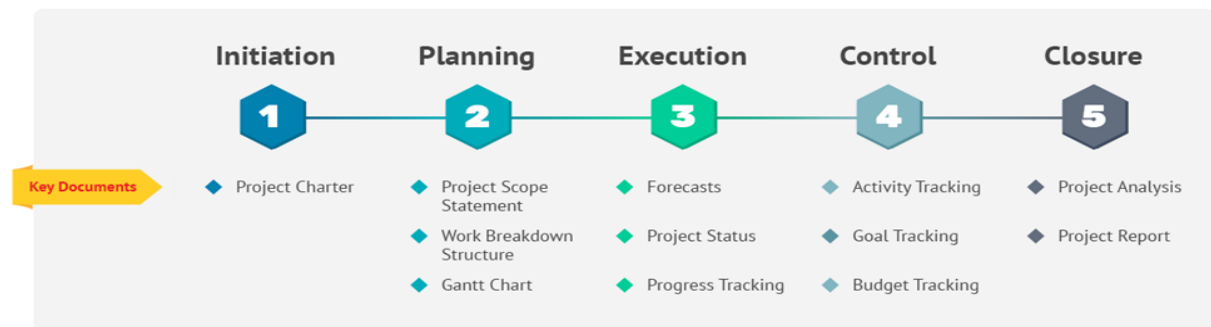 Initiation
Planning
Execution
Control
Closure
1
2
3
4
5
Key Documents
Project Charter
Project Scope
Statement
Work Breakdown
Structure
Gantt Chart
Forecasts
Project Status
Progress Tracking
Activity Tracking
Goal Tracking
Budget Tracking
Project Analysis
Project Report